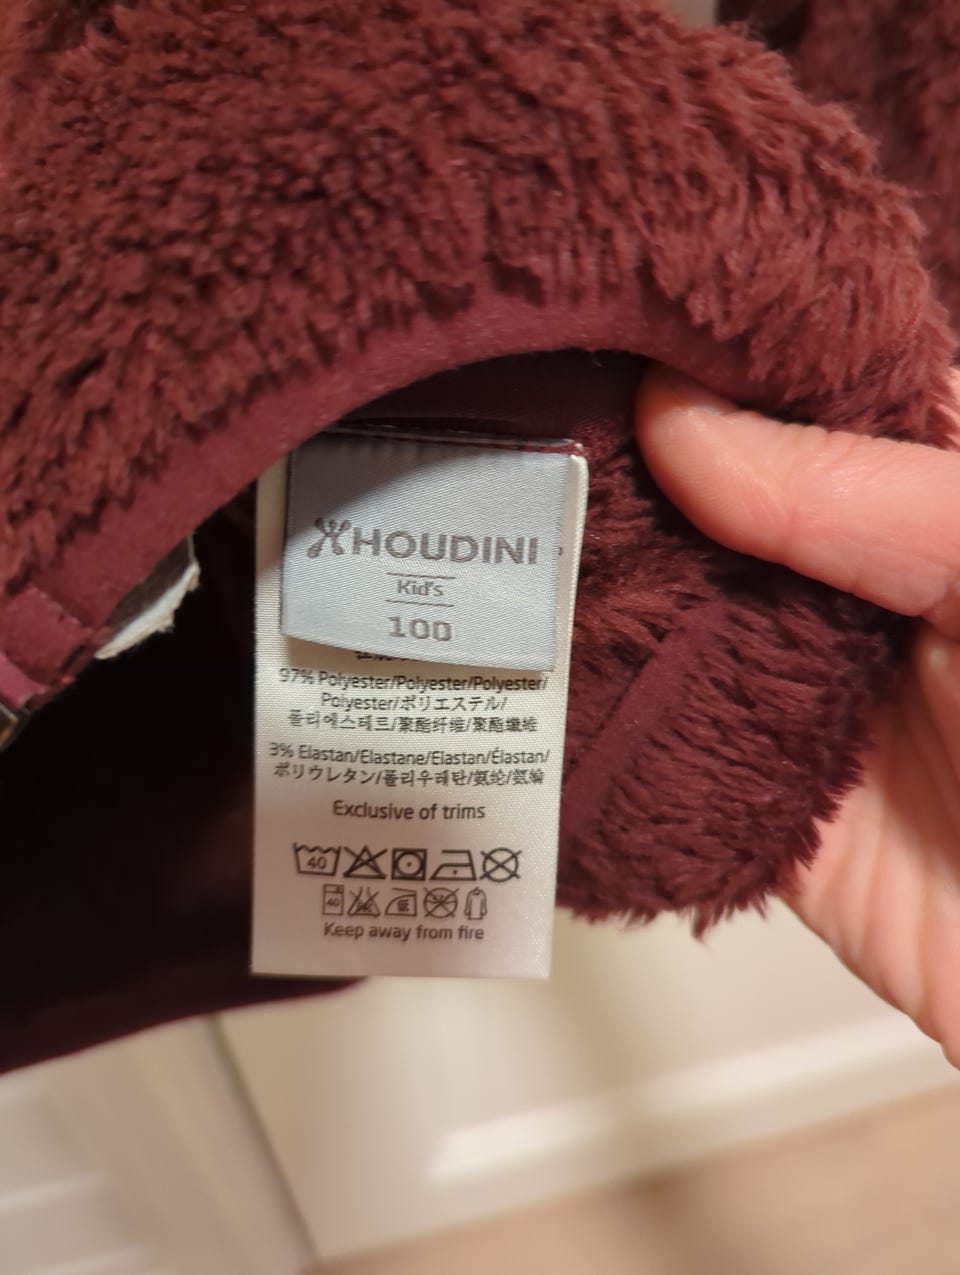 HOUDINI
Kid's
100
97% Polyester/Polyester/Polyester/
Polyester/ポリエステル/
폴리에스테르/聚酯纤维/聚酯纖維
3% Elastan/Elastane/Elastan/Élastan/
ポリウレタン/폴리우레탄/氨纶/氨綸
Exclusive of trims
40
40
Keep away from fire